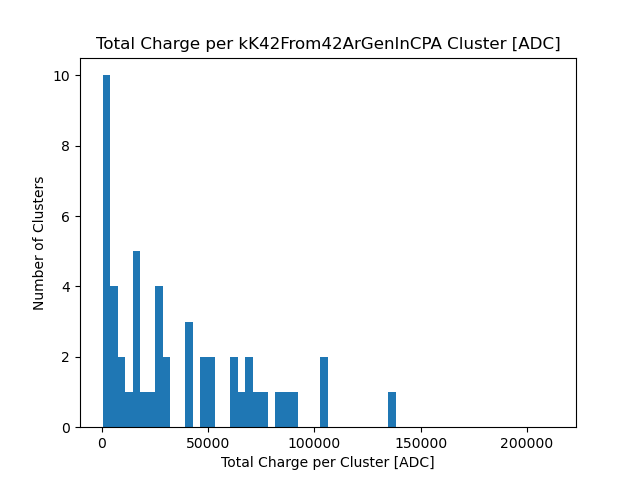 Total Charge per kK42From42ArGenInCPA Cluster [ADC]
10
8
6
4
2
0
Number of Clusters
0 50000 100000 150000 200000
Total Charge per Cluster [ADC]